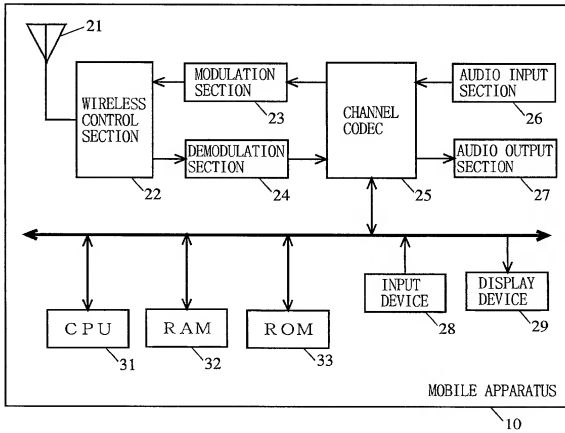 21
MODULATION
SECTION
23
WIRELESS
CONTROL
SECTION
22
DEMODULATION
SECTION
24
CHANNEL
CODEC
25
AUDIO INPUT
SECTION
26
AUDIO OUTPUT
SECTION
27
INPUT
DEVICE
28
DISPLAY
DEVICE
29
CPU
31
RAM
32
ROM
33
MOBILE APPARATUS
10